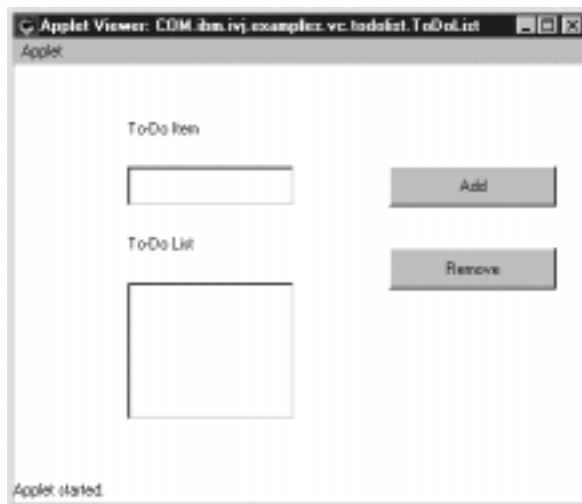 Applet Viewer: COM.ibm.ivj.examples.vc.todolist.ToDoList
Applet
To-Do Item
Add
To-Do List
Remove
Applet started.